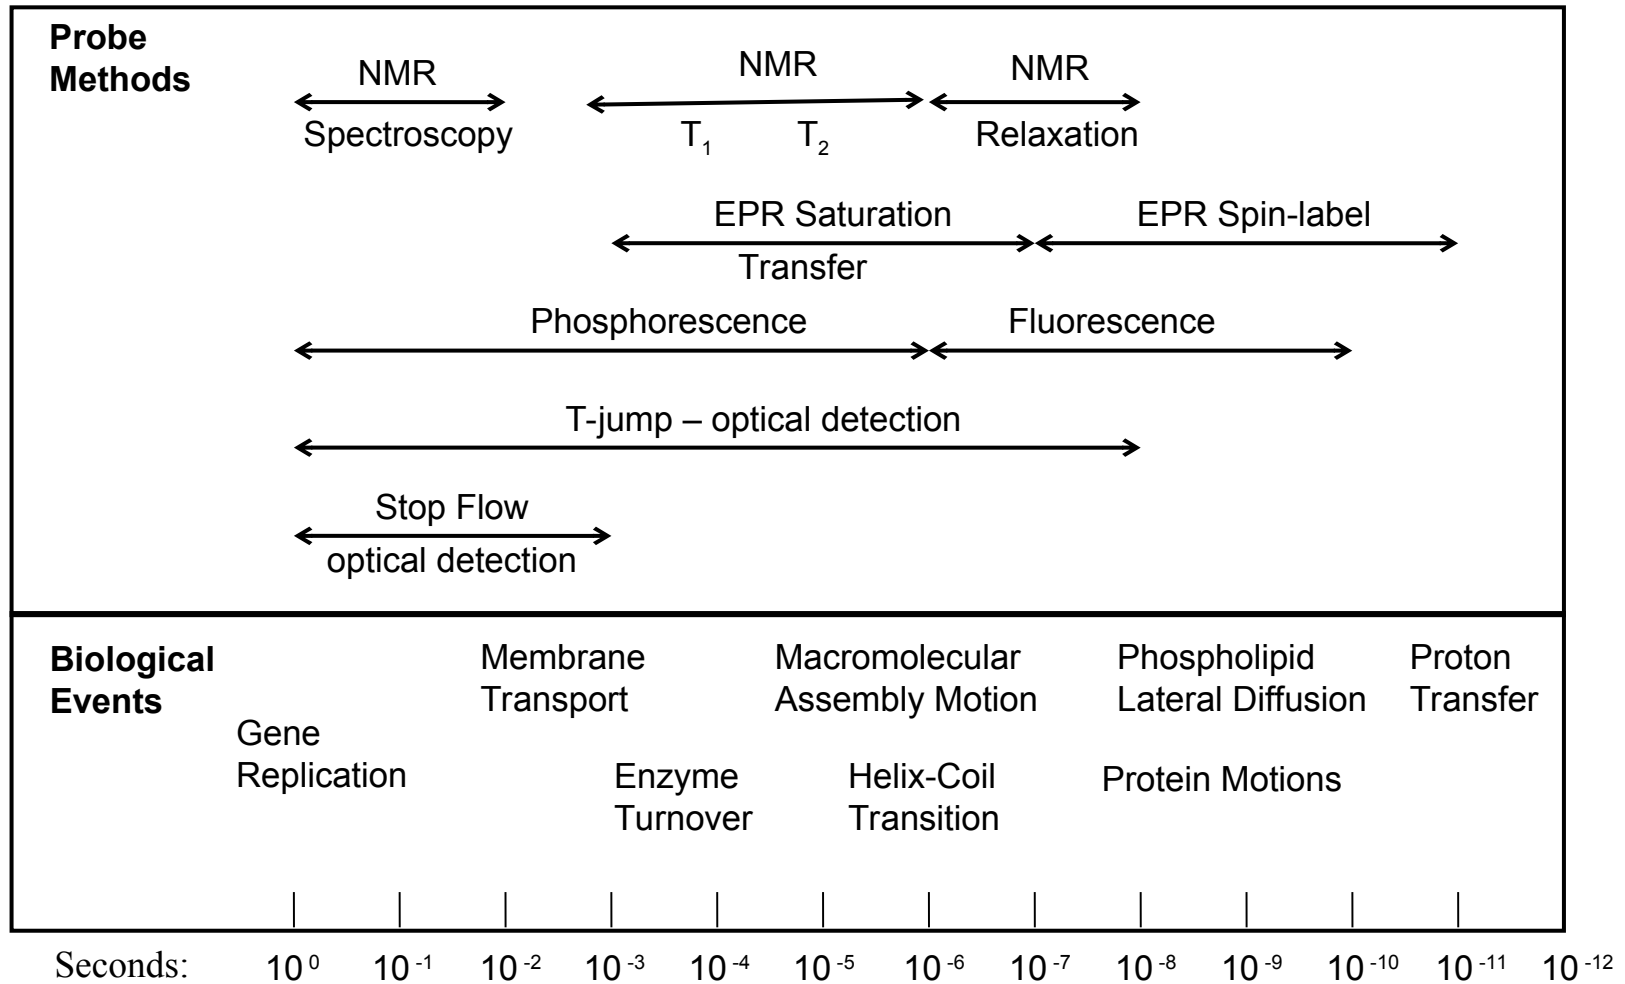 Probe
Methods
NMR
Spectroscopy
NMR
T₁ T₂
NMR
Relaxation
EPR Saturation
Transfer
EPR Spin-label
Phosphorescence
Fluorescence
T-jump – optical detection
Stop Flow
optical detection
Biological
Events
Gene
Replication
Membrane
Transport
Enzyme
Turnover
Macromolecular
Assembly Motion
Helix-Coil
Transition
Phospholipid
Lateral Diffusion
Protein Motions
Proton
Transfer
Seconds: 10⁰ 10⁻¹ 10⁻² 10⁻³ 10⁻⁴ 10⁻⁵ 10⁻⁶ 10⁻⁷ 10⁻⁸ 10⁻⁹ 10⁻¹⁰ 10⁻¹¹ 10⁻¹²